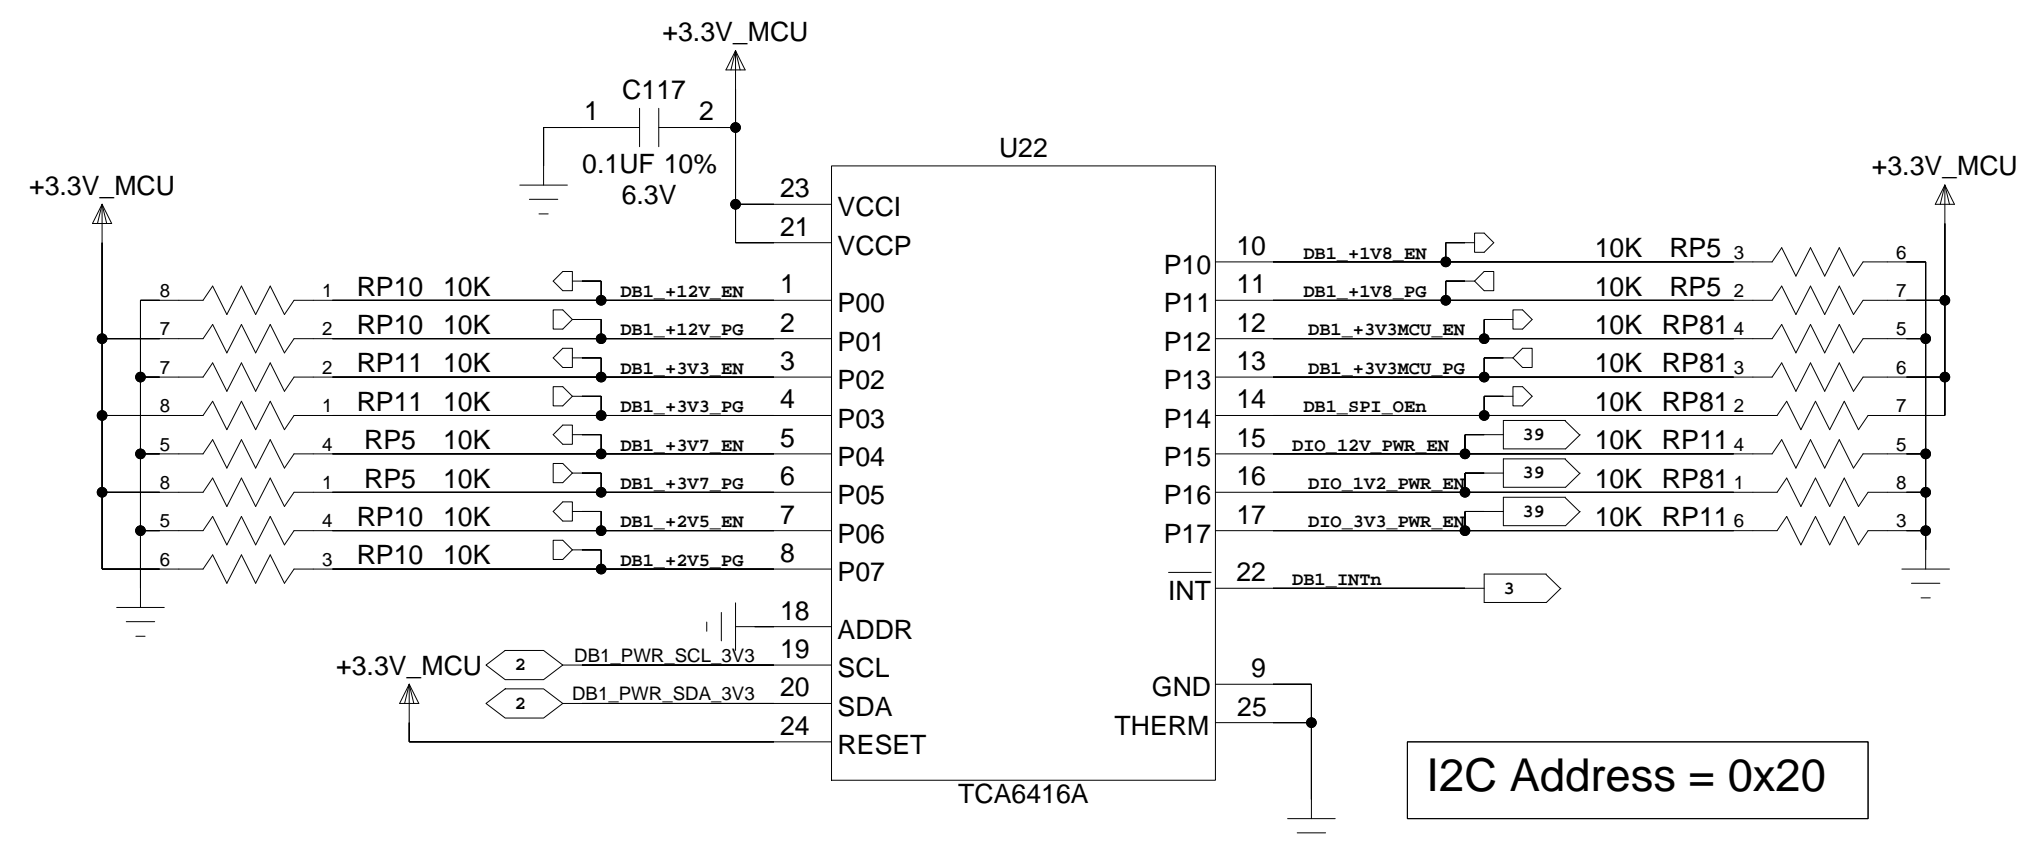 +3.3V_MCU
C117
1 2
0.1UF 10%
6.3V
U22
+3.3V_MCU
+3.3V_MCU
23 VCCI
21 VCCP
8 1 RP10 10K DB1_+12V_EN 1 P00
7 2 RP10 10K DB1_+12V_PG 2 P01
7 2 RP11 10K DB1_+3V3_EN 3 P02
8 1 RP11 10K DB1_+3V3_PG 4 P03
5 4 RP5 10K DB1_+3V7_EN 5 P04
8 1 RP5 10K DB1_+3V7_PG 6 P05
5 4 RP10 10K DB1_+2V5_EN 7 P06
6 3 RP10 10K DB1_+2V5_PG 8 P07
18 ADDR
+3.3V_MCU 2 DB1_PWR_SCL_3V3 19 SCL
2 DB1_PWR_SDA_3V3 20 SDA
24 RESET
P10 10 DB1_+1V8_EN 10K RP5 3 6
P11 11 DB1_+1V8_PG 10K RP5 2 7
P12 12 DB1_+3V3MCU_EN 10K RP81 4 5
P13 13 DB1_+3V3MCU_PG 10K RP81 3 6
P14 14 DB1_SPI_OEn 10K RP81 2 7
P15 15 DIO_12V_PWR_EN 39 10K RP11 4 5
P16 16 DIO_1V2_PWR_EN 39 10K RP81 1 8
P17 17 DIO_3V3_PWR_EN 39 10K RP11 6 3
INT 22 DB1_INTn 3
GND 9
THERM 25
TCA6416A
I2C Address = 0x20